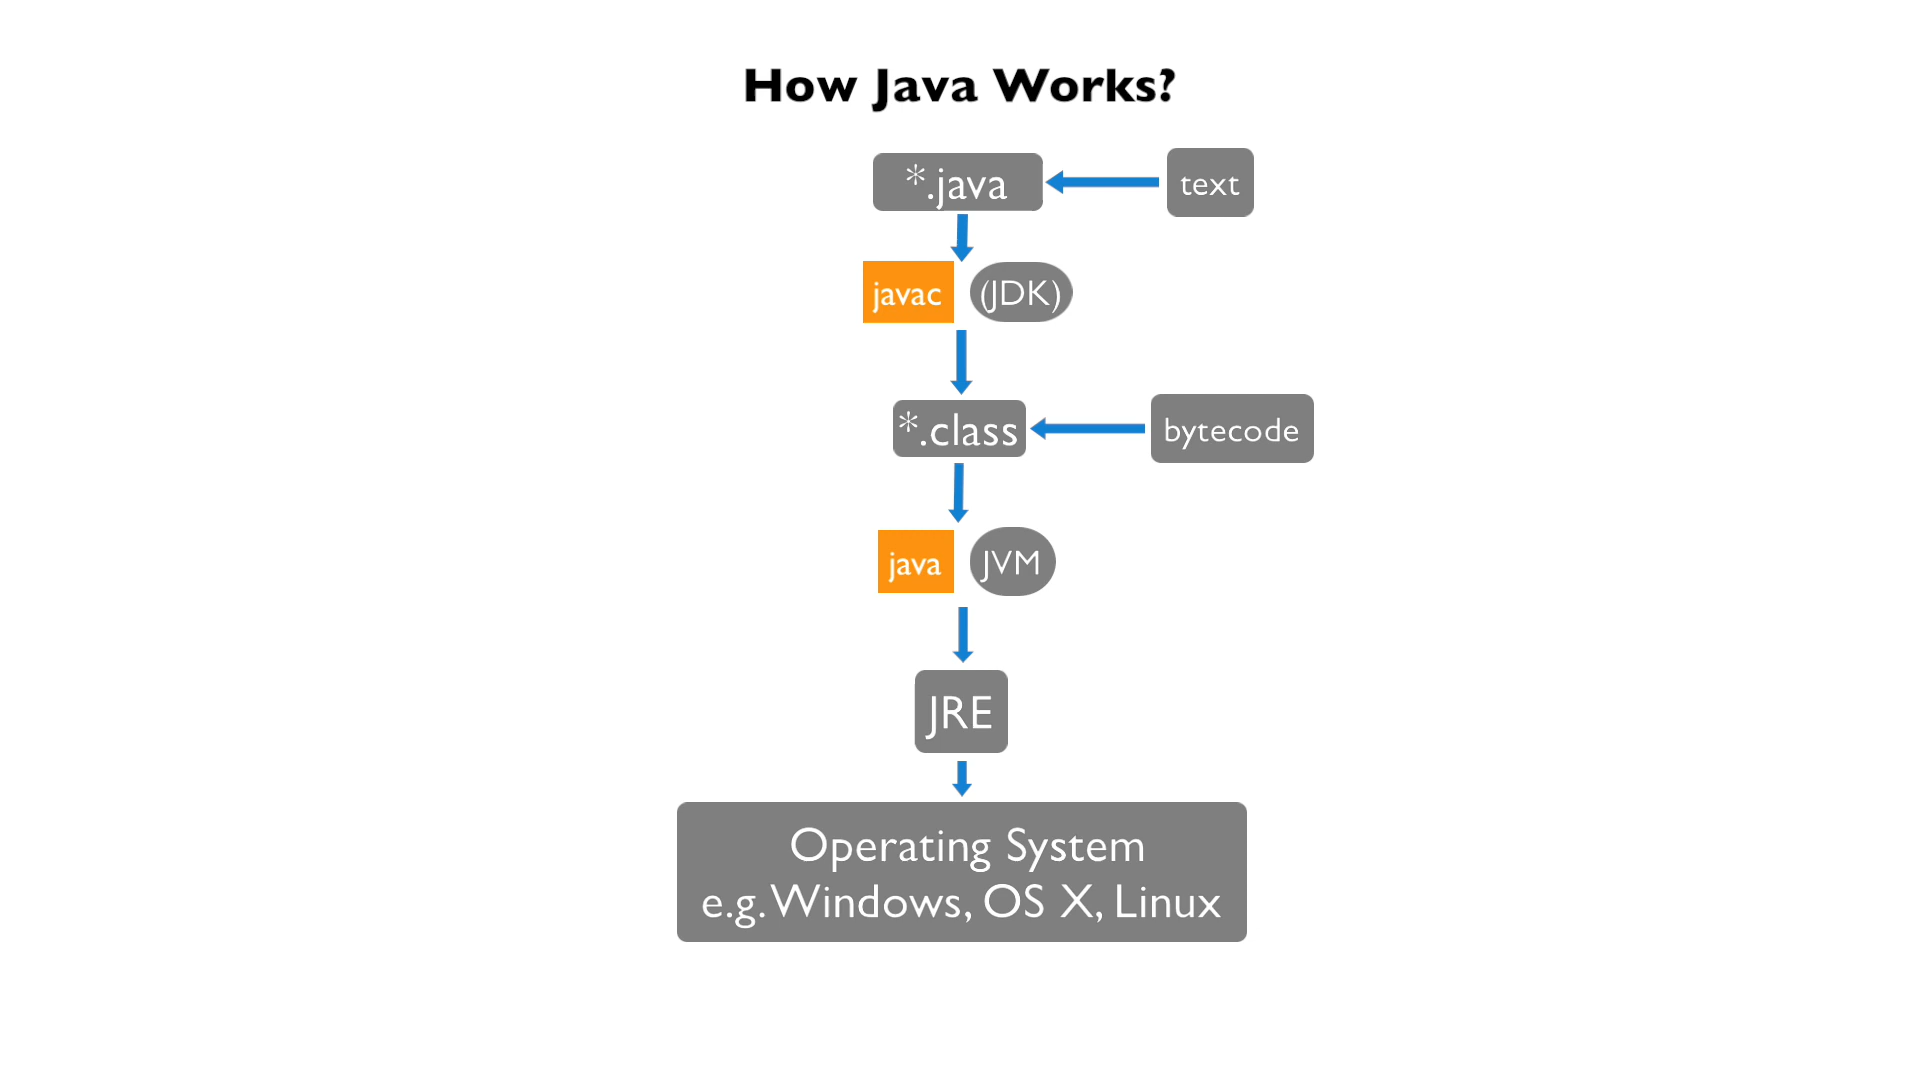 How Java Works?
*.java
text
javac
(JDK)
*.class
bytecode
java
JVM
JRE
Operating System
e.g. Windows, OS X, Linux